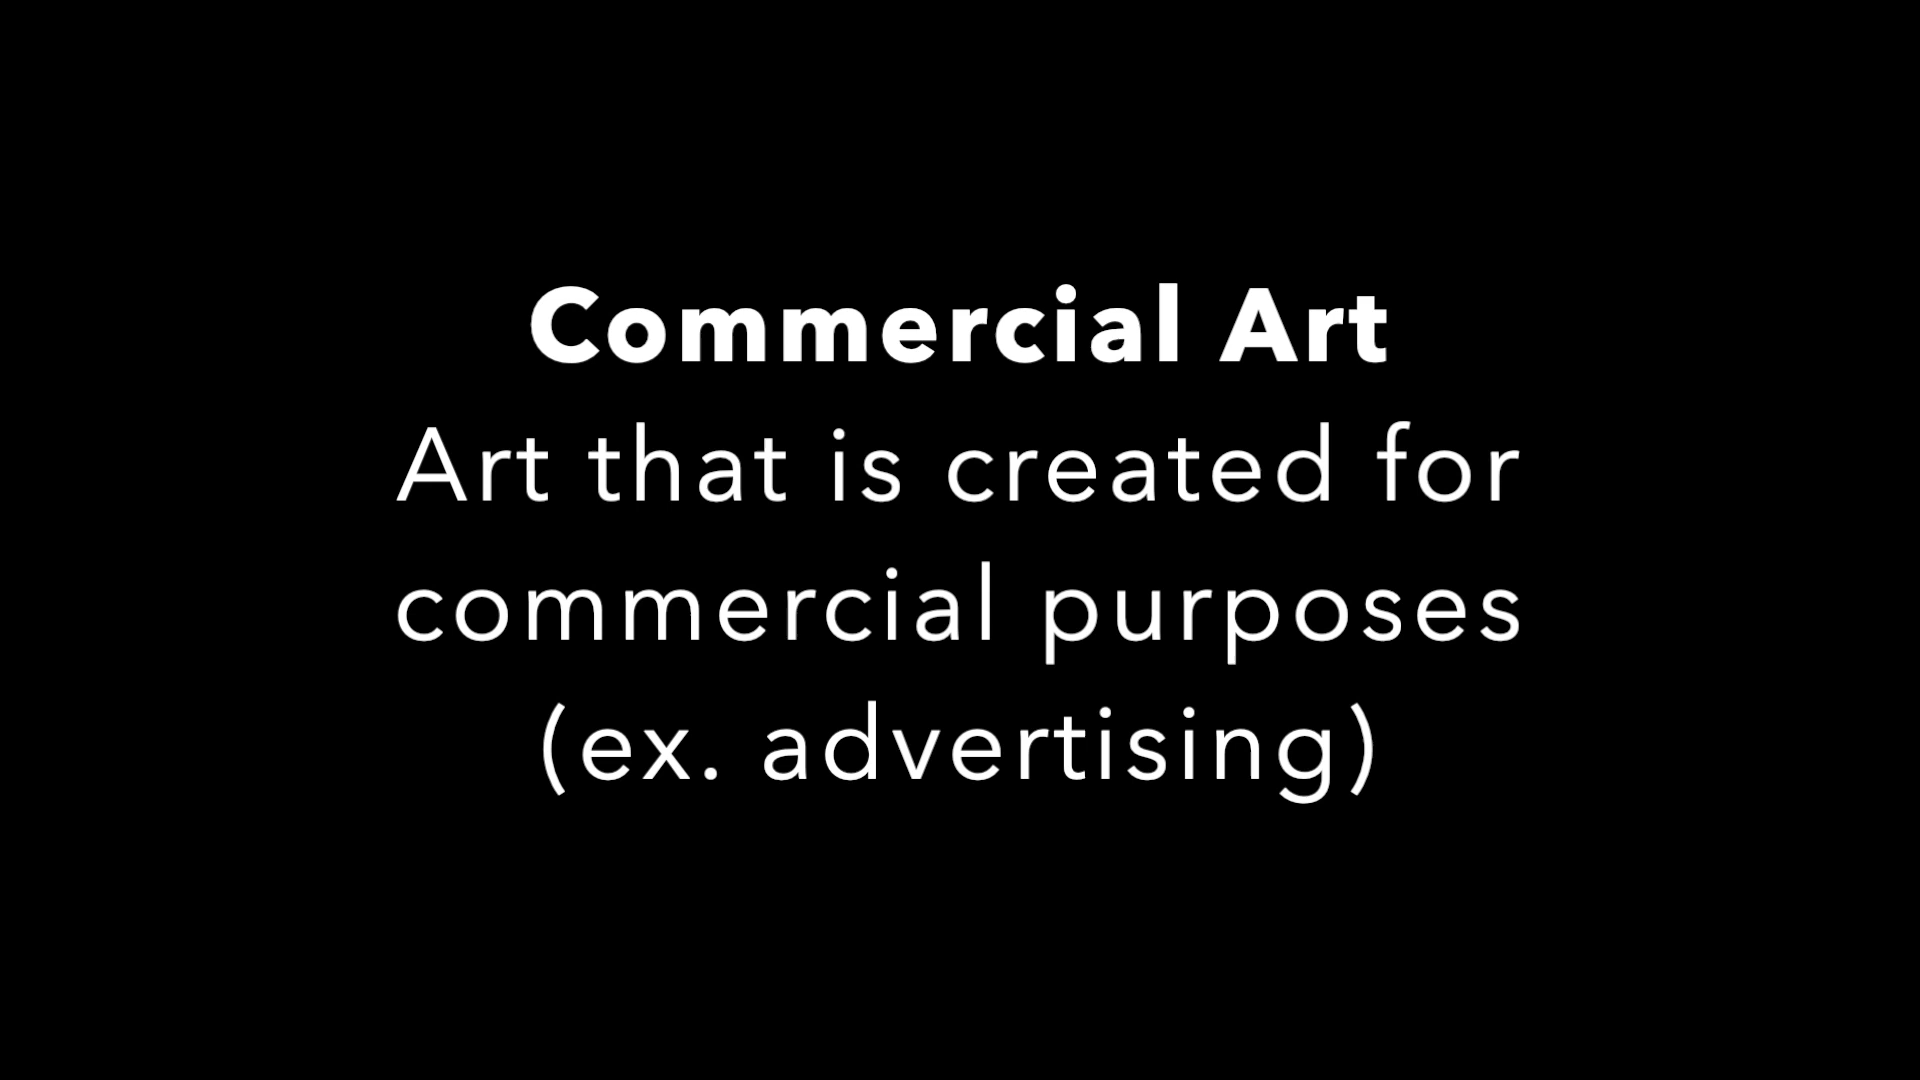 Commercial Art
Art that is created for
commercial purposes
(ex. advertising)